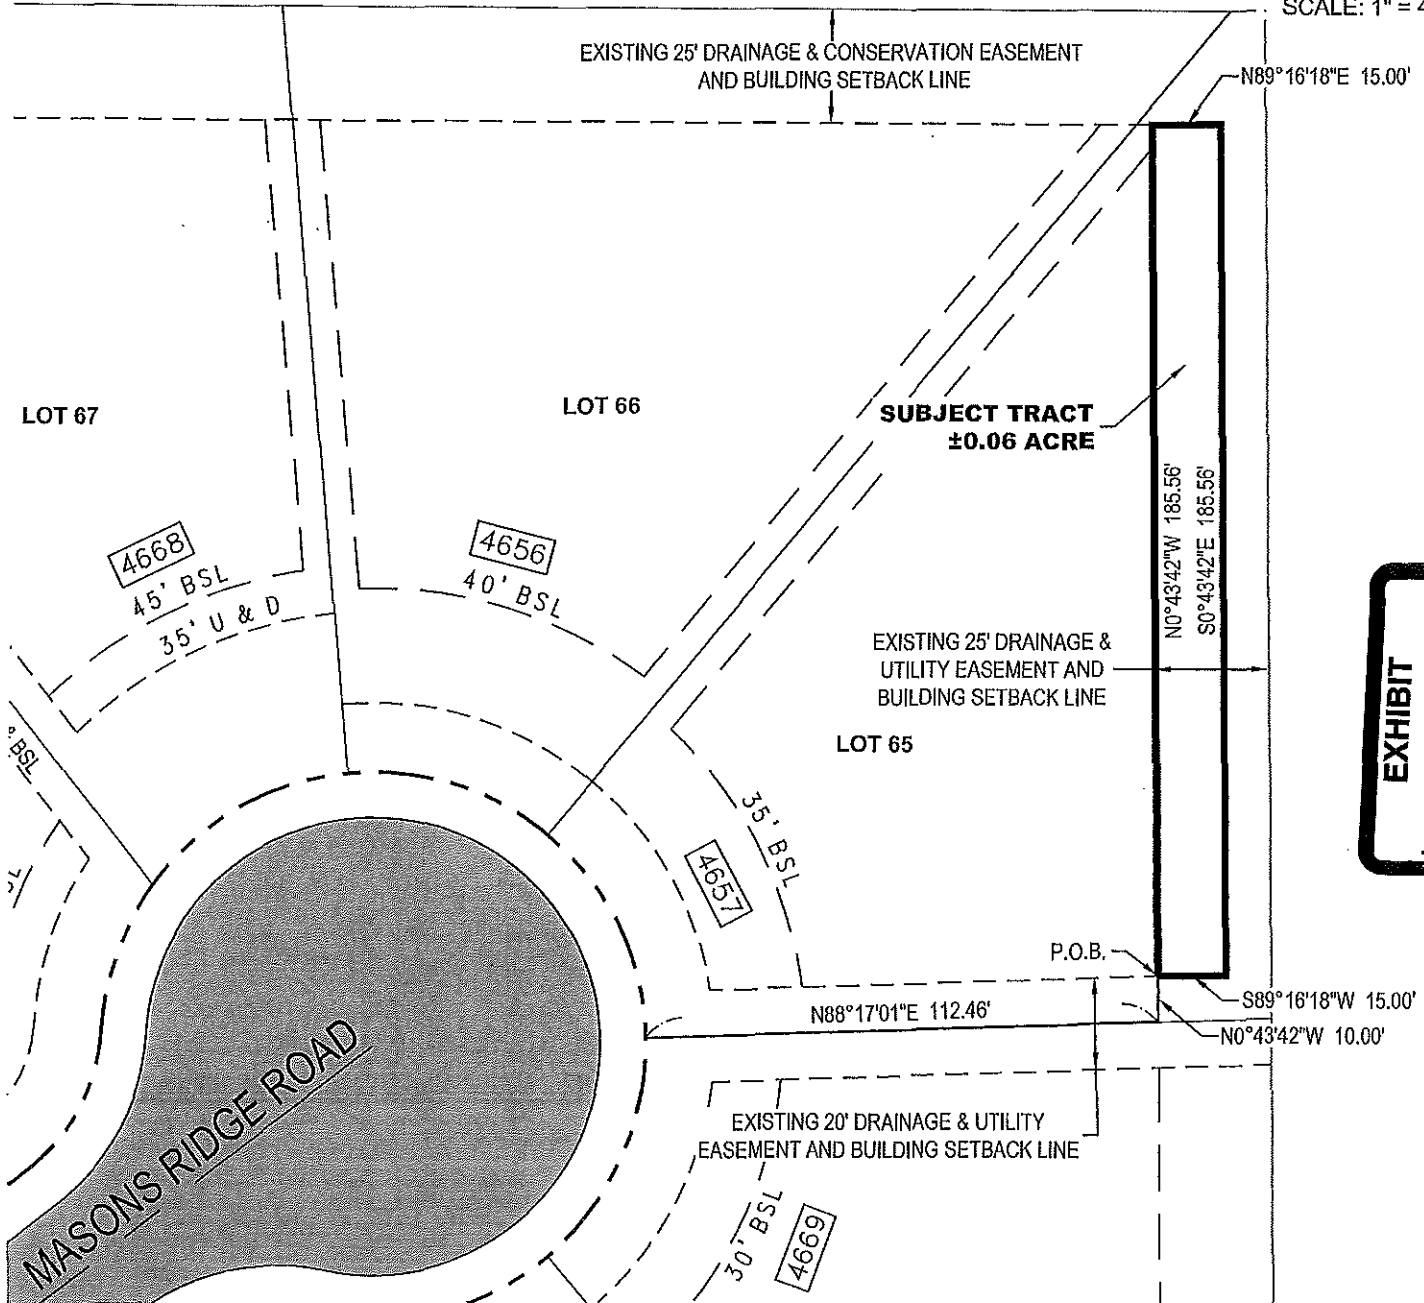 SCALE: 1" = 4
EXISTING 25' DRAINAGE & CONSERVATION EASEMENT
AND BUILDING SETBACK LINE
N89°16'18"E 15.00'
LOT 67
LOT 66
SUBJECT TRACT
±0.06 ACRE
N0°43'42"W 185.56'
S0°43'42"E 185.56'
4668
45' BSL
35' U & D
4656
40' BSL
EXISTING 25' DRAINAGE &
UTILITY EASEMENT AND
BUILDING SETBACK LINE
EXHIBIT
LOT 65
BSL
35' BSL
4657
P.O.B.
S89°16'18"W 15.00'
N88°17'01"E 112.46'
N0°43'42"W 10.00'
EXISTING 20' DRAINAGE & UTILITY
EASEMENT AND BUILDING SETBACK LINE
MASONS RIDGE ROAD
30' BSL
4669